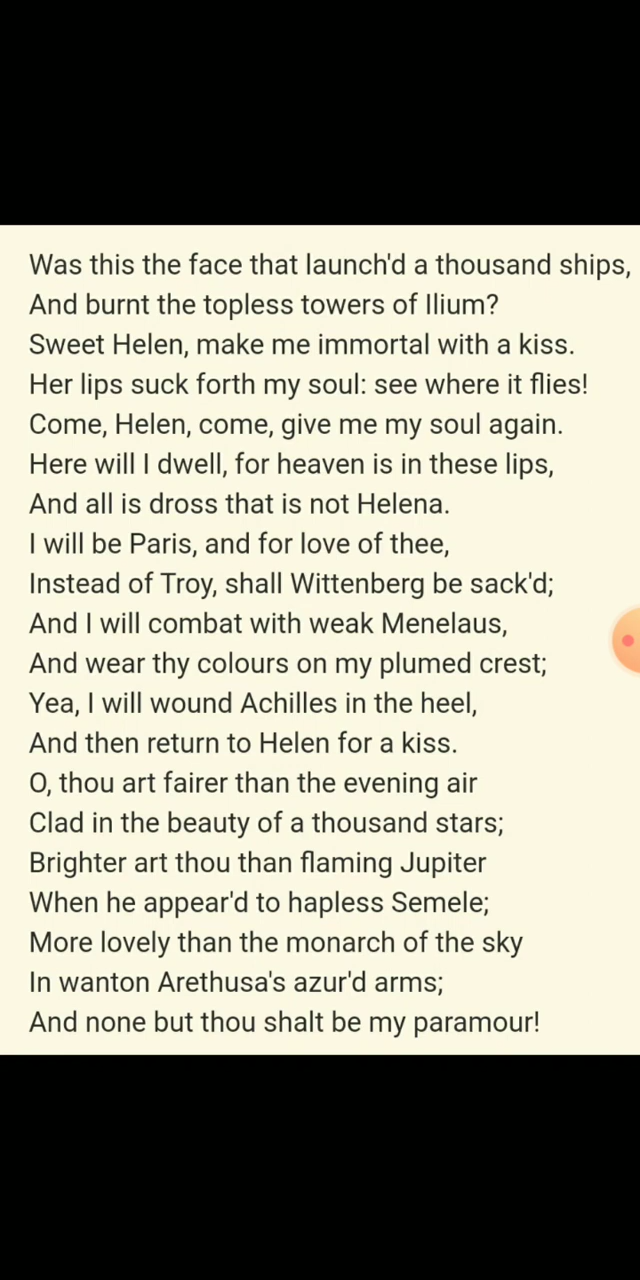 Was this the face that launch'd a thousand ships,
And burnt the topless towers of Ilium?
Sweet Helen, make me immortal with a kiss.
Her lips suck forth my soul: see where it flies!
Come, Helen, come, give me my soul again.
Here will I dwell, for heaven is in these lips,
And all is dross that is not Helena.
I will be Paris, and for love of thee,
Instead of Troy, shall Wittenberg be sack'd;
And I will combat with weak Menelaus,
And wear thy colours on my plumed crest;
Yea, I will wound Achilles in the heel,
And then return to Helen for a kiss.
O, thou art fairer than the evening air
Clad in the beauty of a thousand stars;
Brighter art thou than flaming Jupiter
When he appear'd to hapless Semele;
More lovely than the monarch of the sky
In wanton Arethusa's azur'd arms;
And none but thou shalt be my paramour!